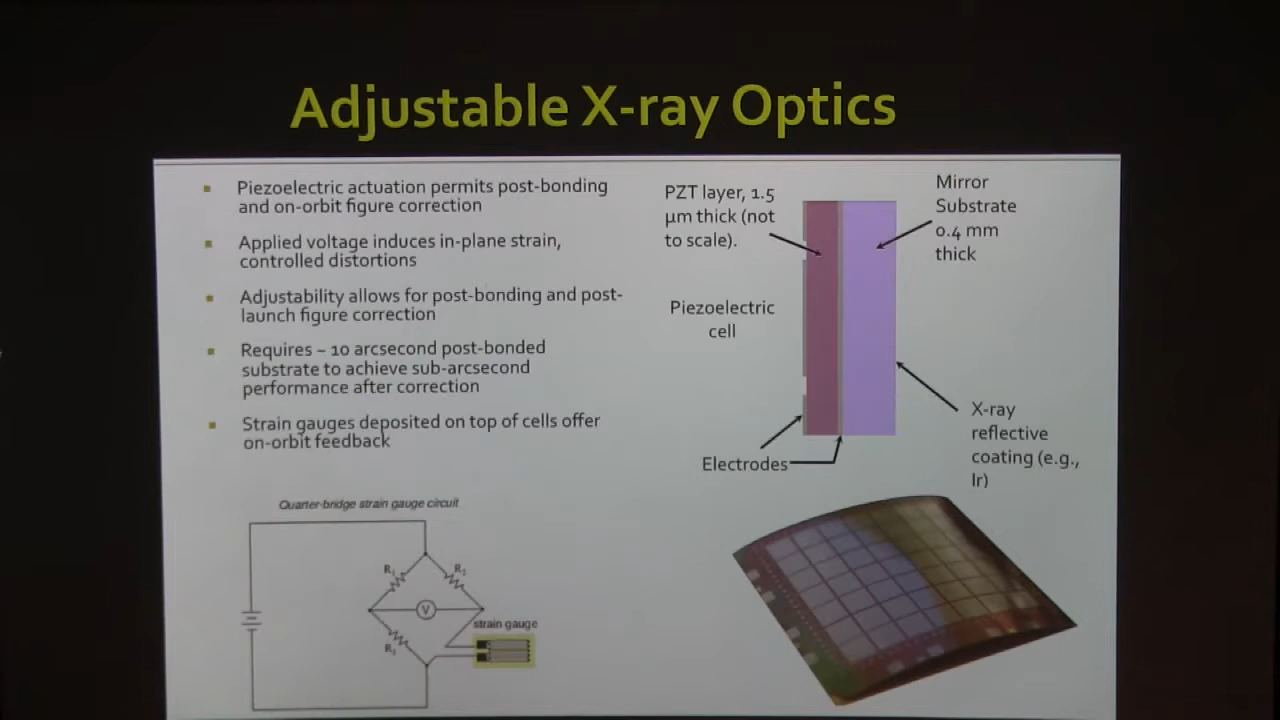 Adjustable X-ray Optics
Piezoelectric actuation permits post-bonding
and on-orbit figure correction
Applied voltage induces in-plane strain,
controlled distortions
Adjustability allows for post-bonding and post-
launch figure correction
Requires ~ 10 arcsecond post-bonded
substrate to achieve sub-arcsecond
performance after correction
Strain gauges deposited on top of cells offer
on-orbit feedback
PZT layer, 1.5
µm thick (not
to scale).
Mirror
Substrate
0.4 mm
thick
Piezoelectric
cell
X-ray
reflective
coating (e.g.,
Ir)
Electrodes
Quarter-bridge strain gauge circuit
R1
R2
V
strain gauge
R3